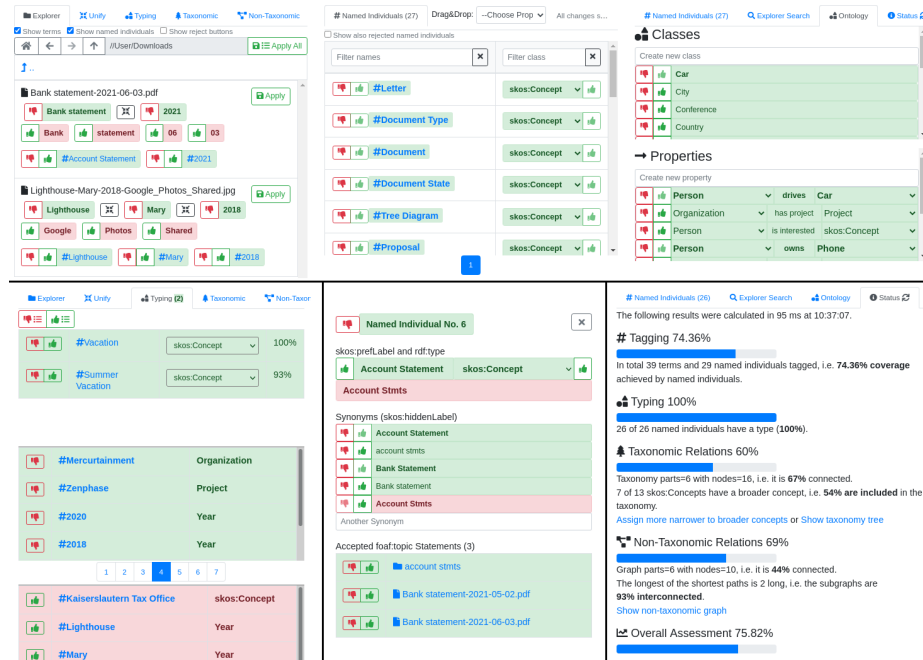 Explorer Unify Typing Taxonomic Non-Taxonomic
Show terms Show named individuals Show reject buttons
//User/Downloads Apply All
..
Bank statement-2021-06-03.pdf Apply
Bank statement 2021
Bank statement 06 03
#Account Statement #2021
Lighthouse-Mary-2018-Google_Photos_Shared.jpg Apply
Lighthouse Mary 2018
Google Photos Shared
#Lighthouse #Mary #2018
# Named Individuals (27) Drag&Drop: --Choose Prop All changes s...
Show also rejected named individuals
Filter names Filter class
#Letter skos:Concept
#Document Type skos:Concept
#Document skos:Concept
#Document State skos:Concept
#Tree Diagram skos:Concept
#Proposal skos:Concept
1
# Named Individuals (27) Explorer Search Ontology Status
Classes
Create new class
Car
City
Conference
Country
Properties
Create new property
Person drives Car
Organization has project Project
Person is interested skos:Concept
Person owns Phone
Explorer Unify Typing (2) Taxonomic Non-Taxon
#Vacation skos:Concept 100%
#Summer Vacation skos:Concept 93%
#Mercurtainment Organization
#Zenphase Project
#2020 Year
#2018 Year
1 2 3 4 5 6 7
#Kaiserslautern Tax Office skos:Concept
#Lighthouse Year
#Mary Year
Named Individual No. 6
skos:prefLabel and rdf:type
Account Statement skos:Concept
Account Stmts
Synonyms (skos:hiddenLabel)
Account Statement
account stmts
Bank Statement
Bank statement
Account Stmts
Another Synonym
Accepted foaf:topic Statements (3)
account stmts
Bank statement-2021-05-02.pdf
Bank statement-2021-06-03.pdf
# Named Individuals (26) Explorer Search Ontology Status
The following results were calculated in 95 ms at 10:37:07.
# Tagging 74.36%
In total 39 terms and 29 named individuals tagged, i.e. 74.36% coverage
achieved by named individuals.
Typing 100%
26 of 26 named individuals have a type (100%).
Taxonomic Relations 60%
Taxonomy parts=6 with nodes=16, i.e. it is 67% connected.
7 of 13 skos:Concepts have a broader concept, i.e. 54% are included in the
taxonomy.
Assign more narrower to broader concepts or Show taxonomy tree
Non-Taxonomic Relations 69%
Graph parts=6 with nodes=10, i.e. it is 44% connected.
The longest of the shortest paths is 2 long, i.e. the subgraphs are
93% interconnected.
Show non-taxonomic graph
Overall Assessment 75.82%